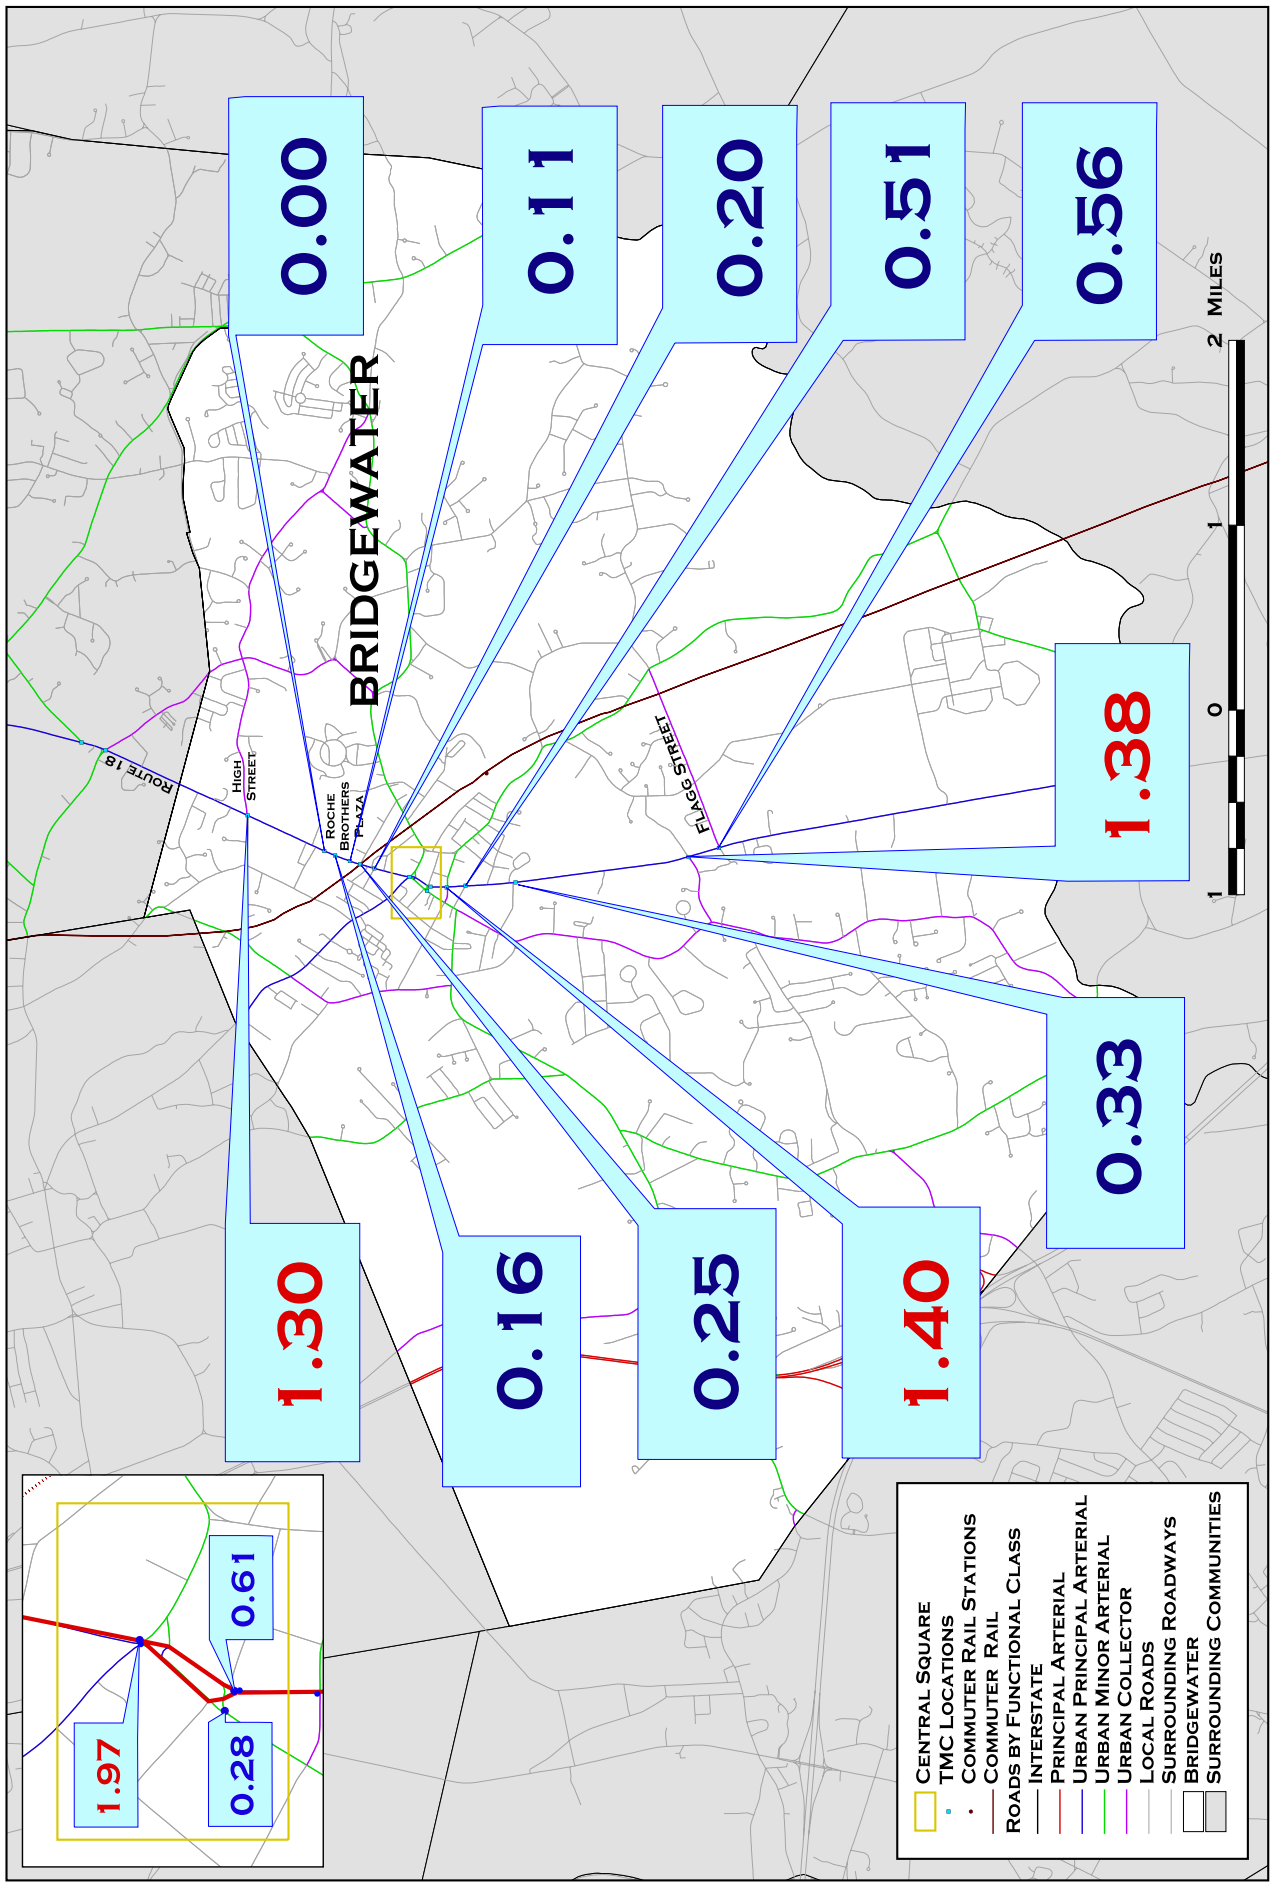 1.97
0.28
0.61
1.30
0.00
0.16
0.11
0.25
0.20
1.40
0.51
0.33
0.56
1.38
ROUTE 18
HIGH
STREET
ROCHE
BROTHERS
PLAZA
BRIDGEWATER
FLAGG STREET
1 0 1 2 MILES
CENTRAL SQUARE
TMC LOCATIONS
COMMUTER RAIL STATIONS
COMMUTER RAIL
ROADS BY FUNCTIONAL CLASS
INTERSTATE
PRINCIPAL ARTERIAL
URBAN PRINCIPAL ARTERIAL
URBAN MINOR ARTERIAL
URBAN COLLECTOR
LOCAL ROADS
SURROUNDING ROADWAYS
BRIDGEWATER
SURROUNDING COMMUNITIES